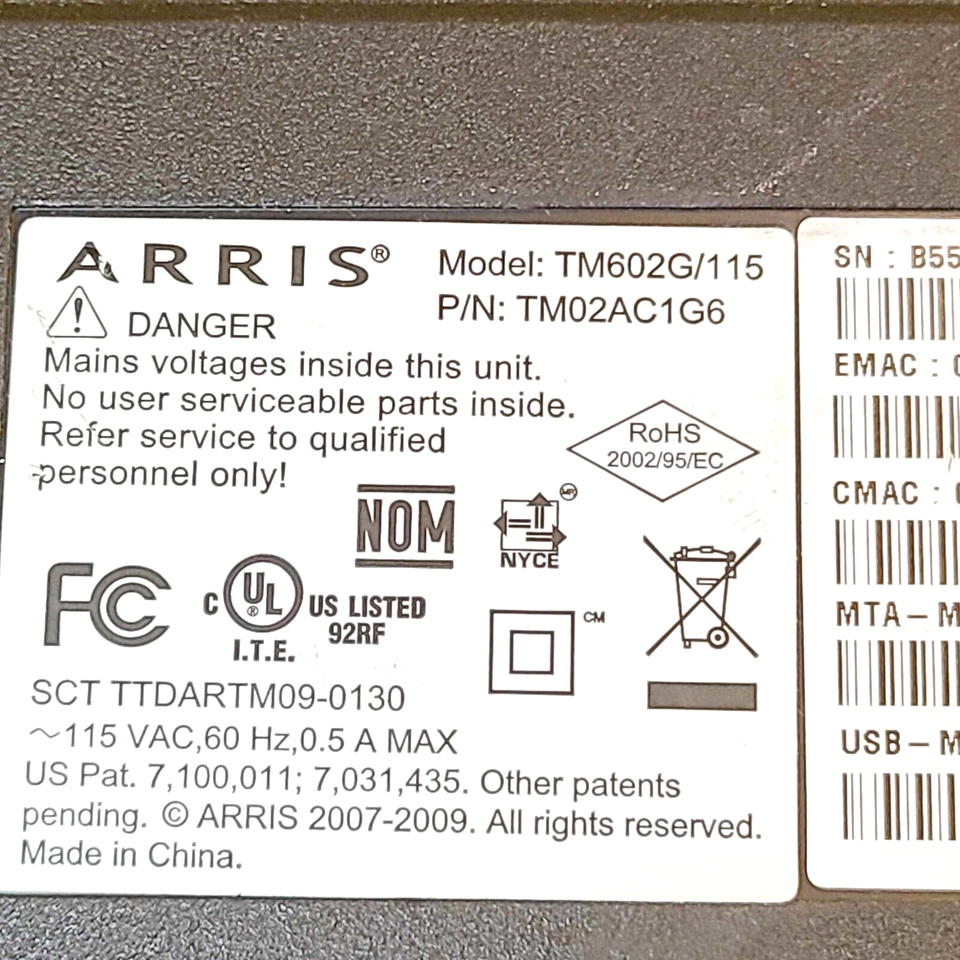 ARRIS®
Model: TM602G/115
P/N: TM02AC1G6
DANGER
Mains voltages inside this unit.
No user serviceable parts inside.
Refer service to qualified
personnel only!
RoHS
2002/95/EC
NOM
NYCE
FC
C UL® US LISTED
92RF
I.T.E.
CM
SCT TTDARTM09-0130
~115 VAC,60 Hz,0.5 A MAX
US Pat. 7,100,011; 7,031,435. Other patents
pending. © ARRIS 2007-2009. All rights reserved.
Made in China.
SN : B55
EMAC :
CMAC :
MTA-M
USB-M